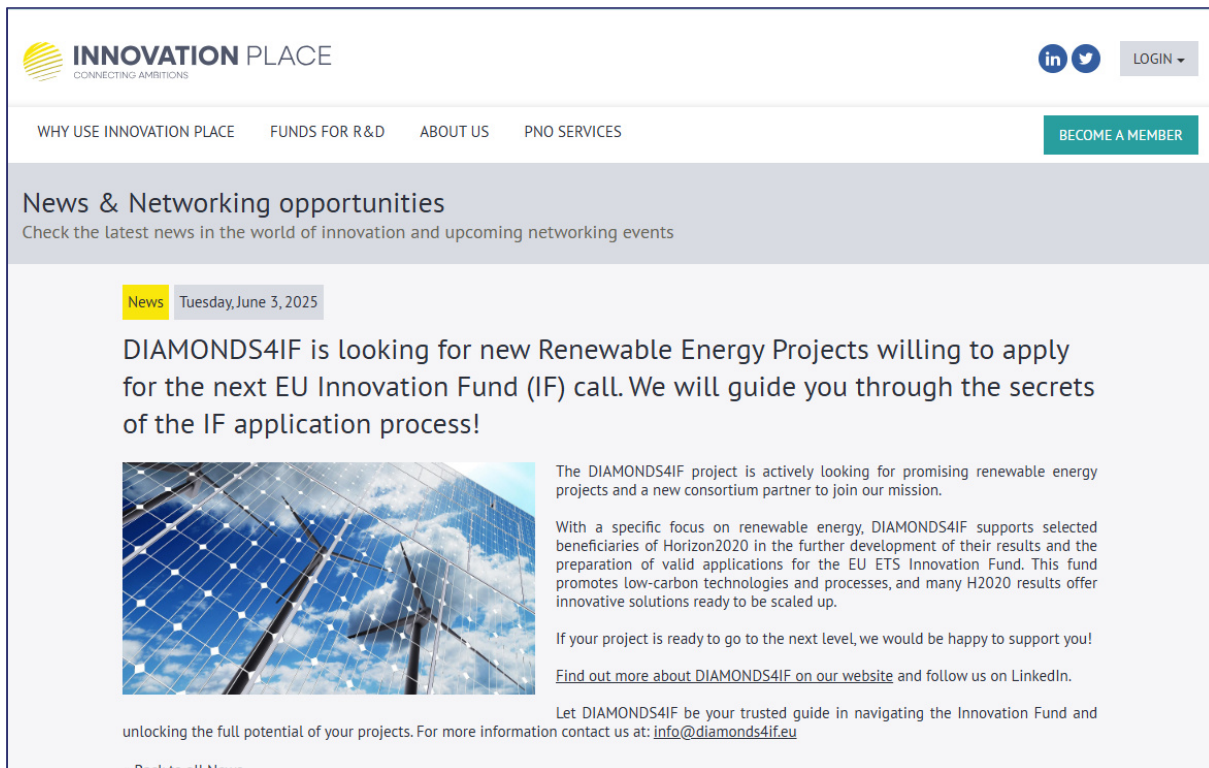 INNOVATION PLACE
CONNECTING AMBITIONS
in
LOGIN
WHY USE INNOVATION PLACE FUNDS FOR R&D ABOUT US PNO SERVICES
BECOME A MEMBER
News & Networking opportunities
Check the latest news in the world of innovation and upcoming networking events
News Tuesday, June 3, 2025
DIAMONDS4IF is looking for new Renewable Energy Projects willing to apply
for the next EU Innovation Fund (IF) call. We will guide you through the secrets
of the IF application process!
The DIAMONDS4IF project is actively looking for promising renewable energy
projects and a new consortium partner to join our mission.
With a specific focus on renewable energy, DIAMONDS4IF supports selected
beneficiaries of Horizon2020 in the further development of their results and the
preparation of valid applications for the EU ETS Innovation Fund. This fund
promotes low-carbon technologies and processes, and many H2020 results offer
innovative solutions ready to be scaled up.
If your project is ready to go to the next level, we would be happy to support you!
Find out more about DIAMONDS4IF on our website and follow us on LinkedIn.
Let DIAMONDS4IF be your trusted guide in navigating the Innovation Fund and
unlocking the full potential of your projects. For more information contact us at: info@diamonds4if.eu